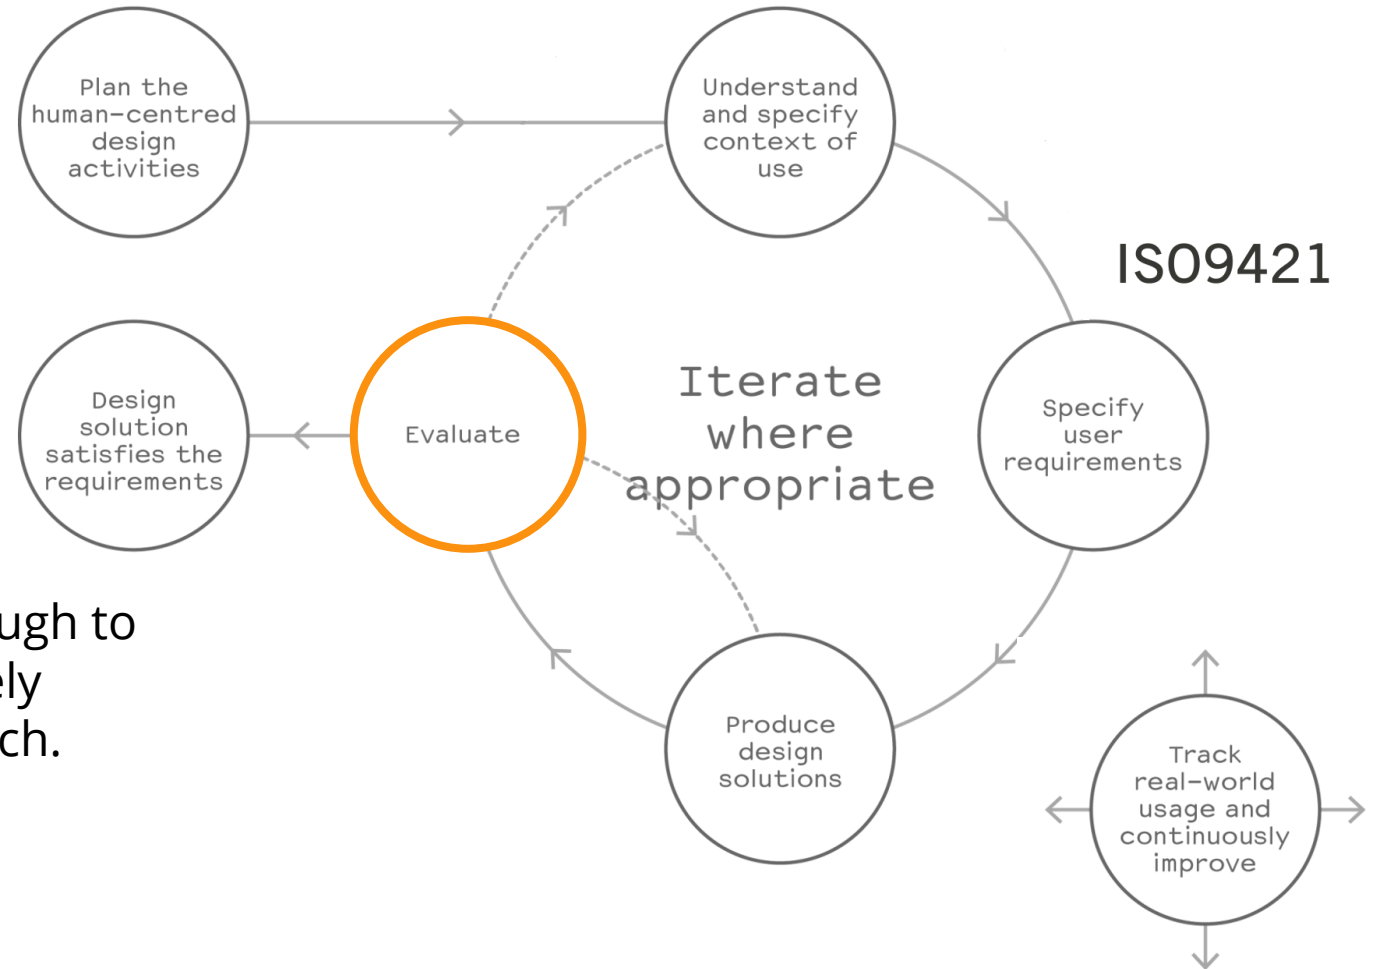 Plan the
human-centred
design
activities
Understand
and specify
context of
use
ISO9421
Design
solution
satisfies the
requirements
Evaluate
Iterate
where
appropriate
Specify
user
requirements
ugh to
ely
ch.
Produce
design
solutions
Track
real-world
usage and
continuously
improve